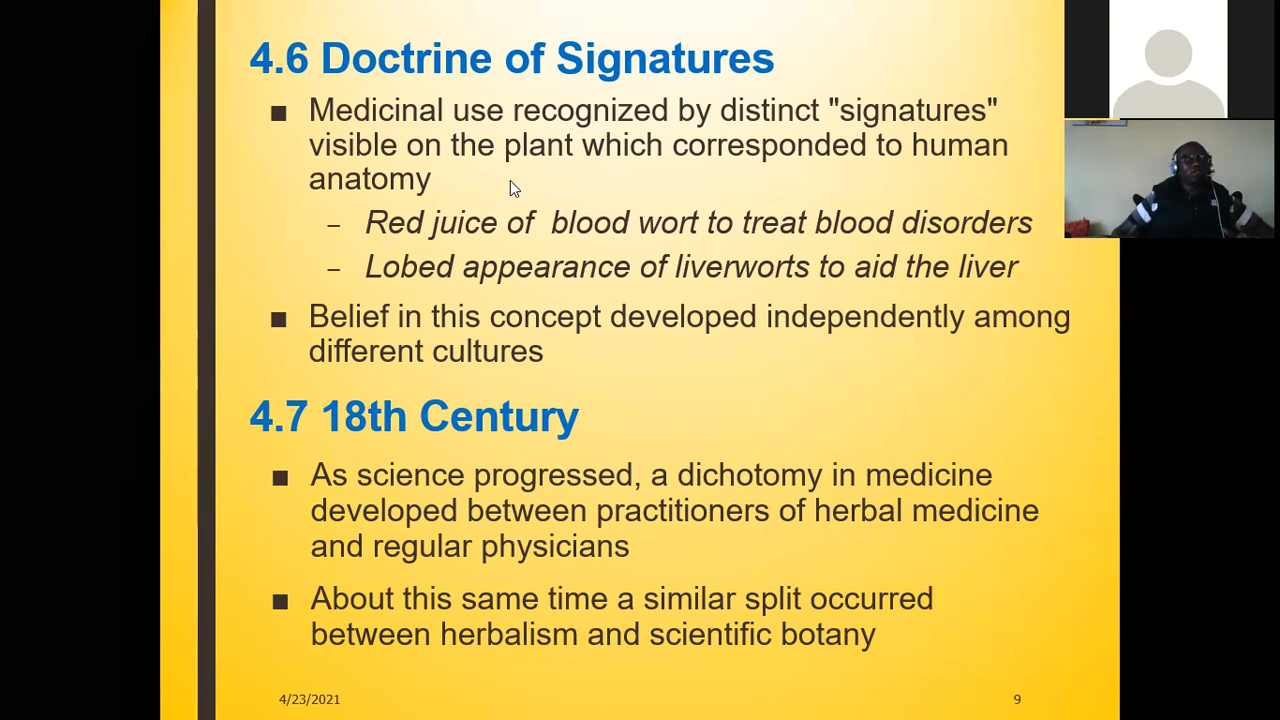 4.6 Doctrine of Signatures
■ Medicinal use recognized by distinct "signatures"
visible on the plant which corresponded to human
anatomy
– Red juice of  blood wort to treat blood disorders
– Lobed appearance of liverworts to aid the liver
■ Belief in this concept developed independently among
different cultures
4.7 18th Century
■ As science progressed, a dichotomy in medicine
developed between practitioners of herbal medicine
and regular physicians
■ About this same time a similar split occurred
between herbalism and scientific botany
4/23/2021
9